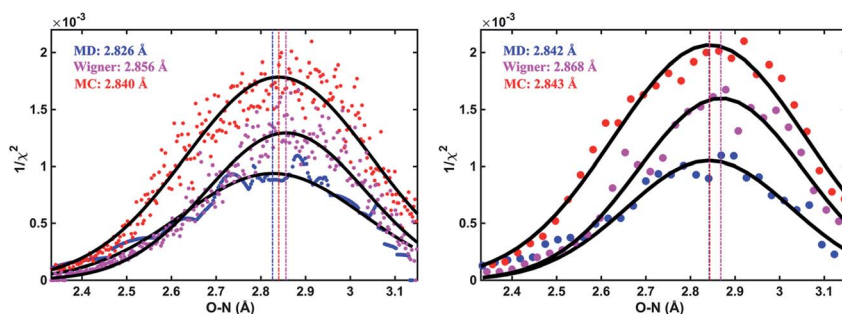 ×10⁻³
MD: 2.826 Å
Wigner: 2.856 Å
MC: 2.840 Å
2
1.5
1
0.5
0
1/χ²
2.4 2.5 2.6 2.7 2.8 2.9 3 3.1
O-N (Å)
×10⁻³
MD: 2.842 Å
Wigner: 2.868 Å
MC: 2.843 Å
2
1.5
1
0.5
0
1/χ²
2.4 2.5 2.6 2.7 2.8 2.9 3 3.1
O-N (Å)